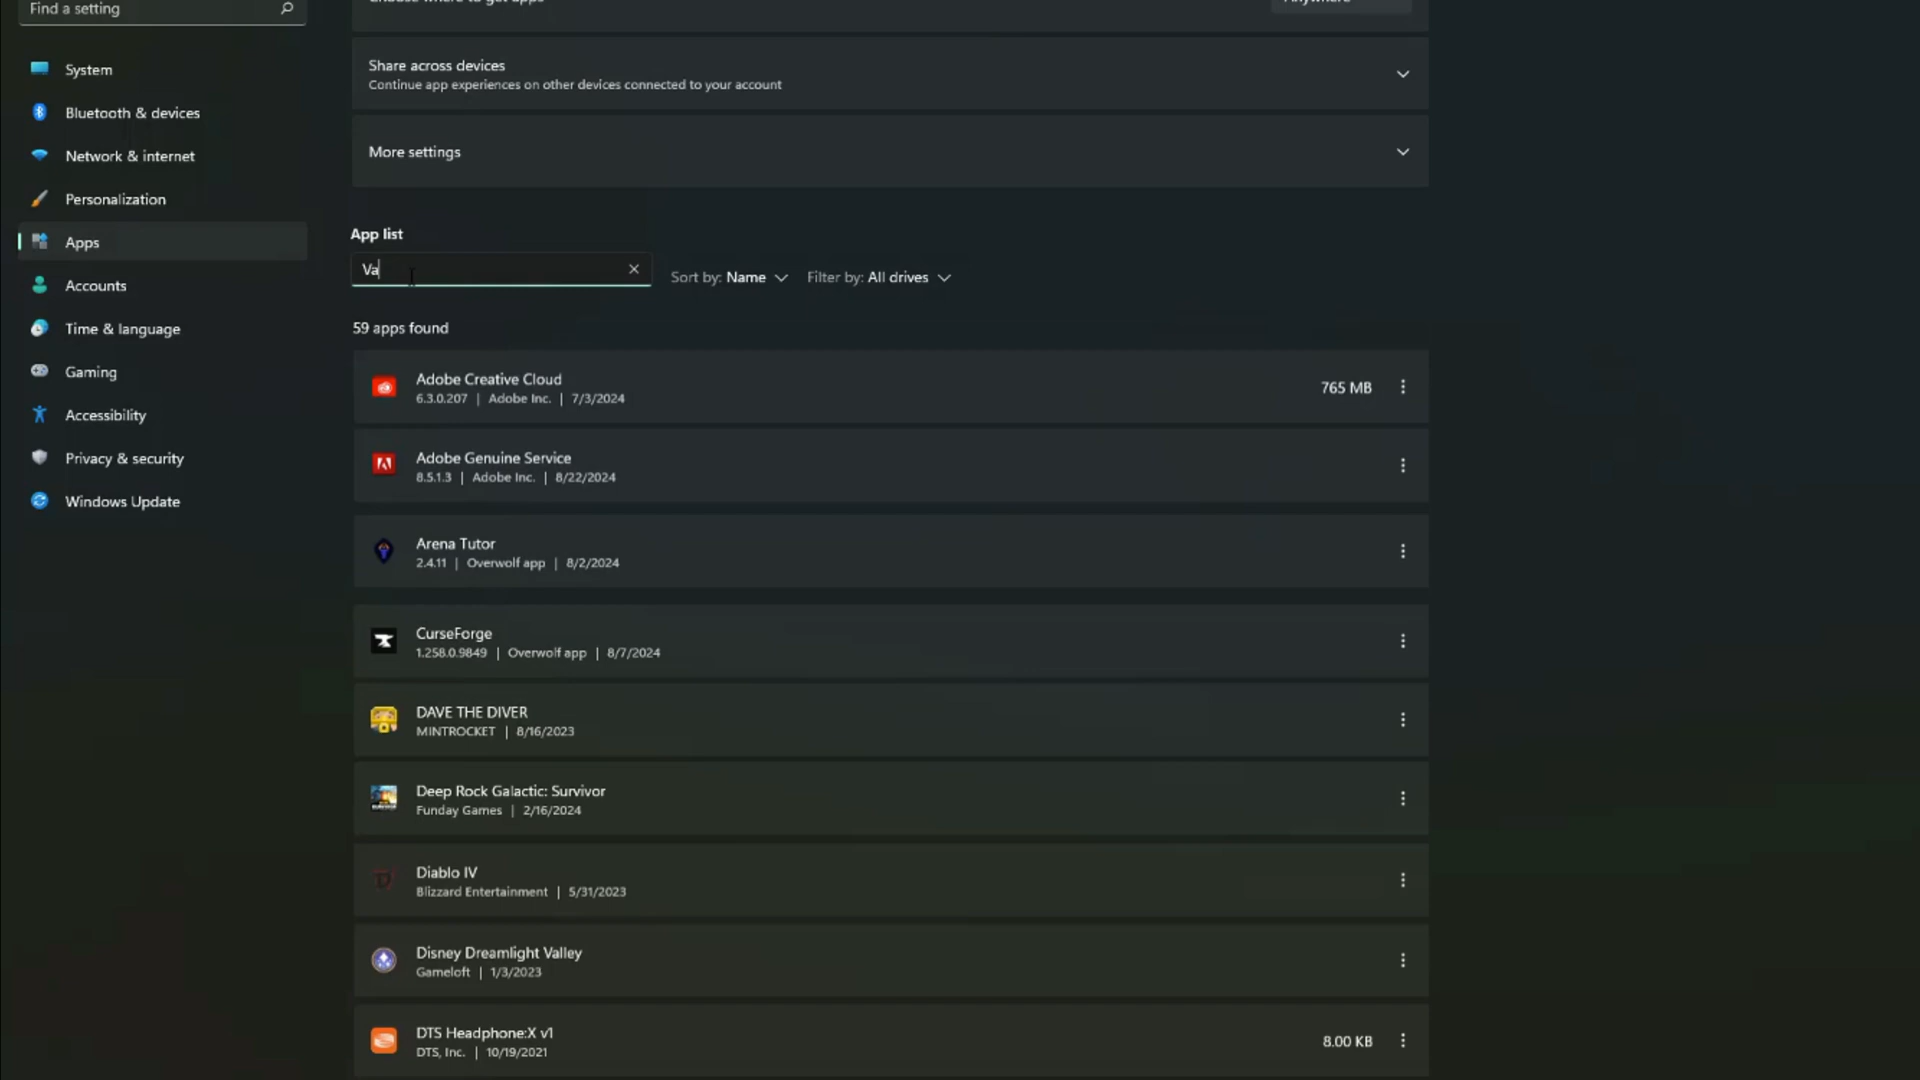 Find a setting
System
Bluetooth & devices
Network & internet
Personalization
Apps
Accounts
Time & language
Gaming
Accessibility
Privacy & security
Windows Update
Choose where to get apps
Anywhere
Share across devices
Continue app experiences on other devices connected to your account
More settings
App list
Va
Sort by: Name
Filter by: All drives
59 apps found
Adobe Creative Cloud
6.3.0.207 | Adobe Inc. | 7/3/2024
765 MB
Adobe Genuine Service
8.5.1.3 | Adobe Inc. | 8/22/2024
Arena Tutor
2.4.11 | Overwolf app | 8/2/2024
CurseForge
1.258.0.9849 | Overwolf app | 8/7/2024
DAVE THE DIVER
MINTROCKET | 8/16/2023
Deep Rock Galactic: Survivor
Funday Games | 2/16/2024
Diablo IV
Blizzard Entertainment | 5/31/2023
Disney Dreamlight Valley
Gameloft | 1/3/2023
DTS Headphone:X v1
DTS, Inc. | 10/19/2021
8.00 KB